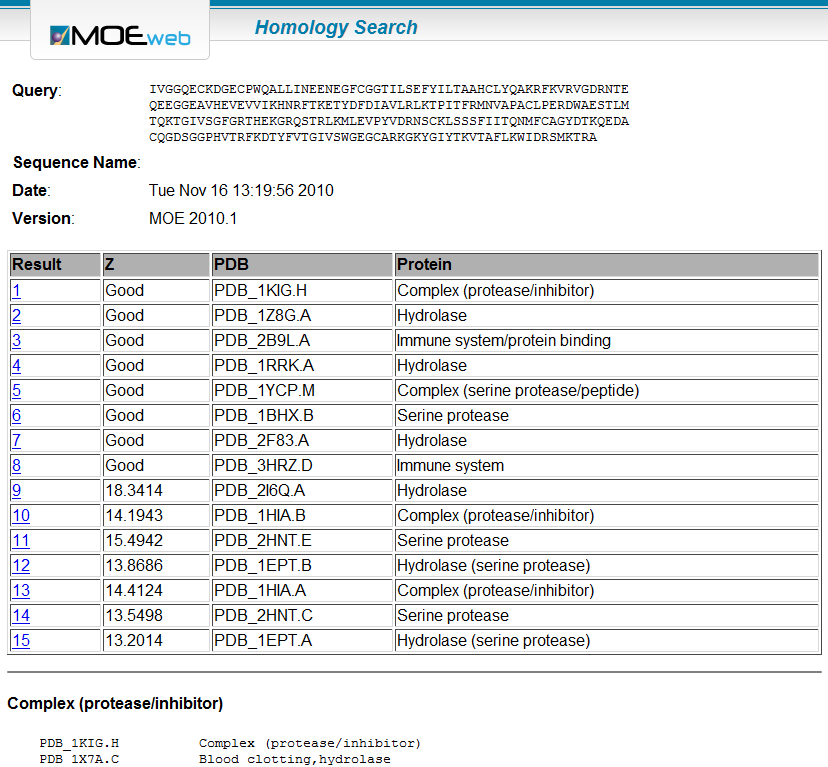 MOEweb
Homology Search
Query: IVGGQECKDGECPWQALLINEENEGFCGGTILSEFYILTAAHCLYQAKRFKVRVGDRNTE
QEEGGEAVHEVEVVIKHNRFTKETYDFDIAVLRLKTPITFRMNVAPACLPERDWAESTLM
TQKTGIVSGFGRTHEKGRQSTRLKMLEVPYVDRNSCKLSSSFIITQNMFCAGYDTKQEDA
CQGDSGGPHVTRFKDTYFVTGIVSWGEGCARKGKYGIYTKVTAFLKWIDRSMKTRA
Sequence Name:
Date: Tue Nov 16 13:19:56 2010
Version: MOE 2010.1
Result Z PDB Protein
1 Good PDB_1KIG.H Complex (protease/inhibitor)
2 Good PDB_1Z8G.A Hydrolase
3 Good PDB_2B9L.A Immune system/protein binding
4 Good PDB_1RRK.A Hydrolase
5 Good PDB_1YCP.M Complex (serine protease/peptide)
6 Good PDB_1BHX.B Serine protease
7 Good PDB_2F83.A Hydrolase
8 Good PDB_3HRZ.D Immune system
9 18.3414 PDB_2I6Q.A Hydrolase
10 14.1943 PDB_1HIA.B Complex (protease/inhibitor)
11 15.4942 PDB_2HNT.E Serine protease
12 13.8686 PDB_1EPT.B Hydrolase (serine protease)
13 14.4124 PDB_1HIA.A Complex (protease/inhibitor)
14 13.5498 PDB_2HNT.C Serine protease
15 13.2014 PDB_1EPT.A Hydrolase (serine protease)
Complex (protease/inhibitor)
PDB_1KIG.H Complex (protease/inhibitor)
PDB_1X7A.C Blood clotting,hydrolase